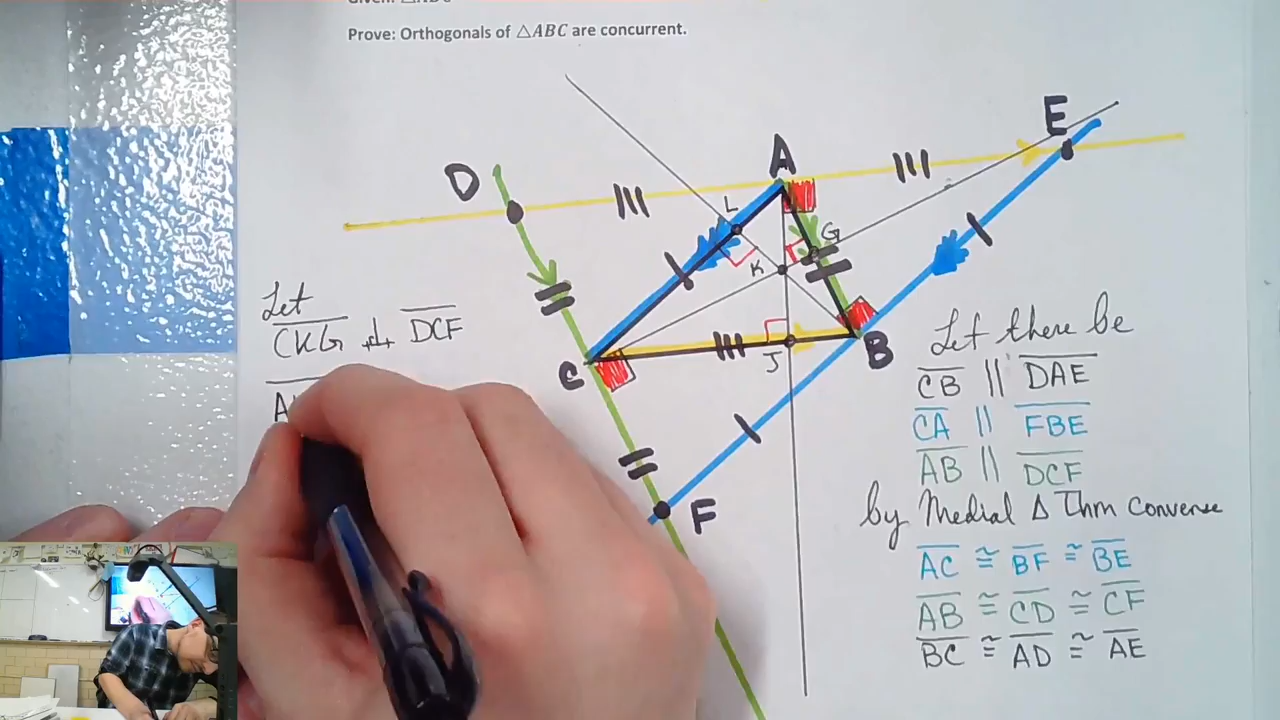 Prove: Orthogonals of △ABC are concurrent.
E
A
D
L
G
K
Let
CKG ⊥ DCF
A
J
B
C
F
Let there be
CB || DAE
CA || FBE
AB || DCF
by Medial Δ Thm Converse
AC ≅ BF ≅ BE
AB ≅ CD ≅ CF
BC ≅ AD ≅ AE